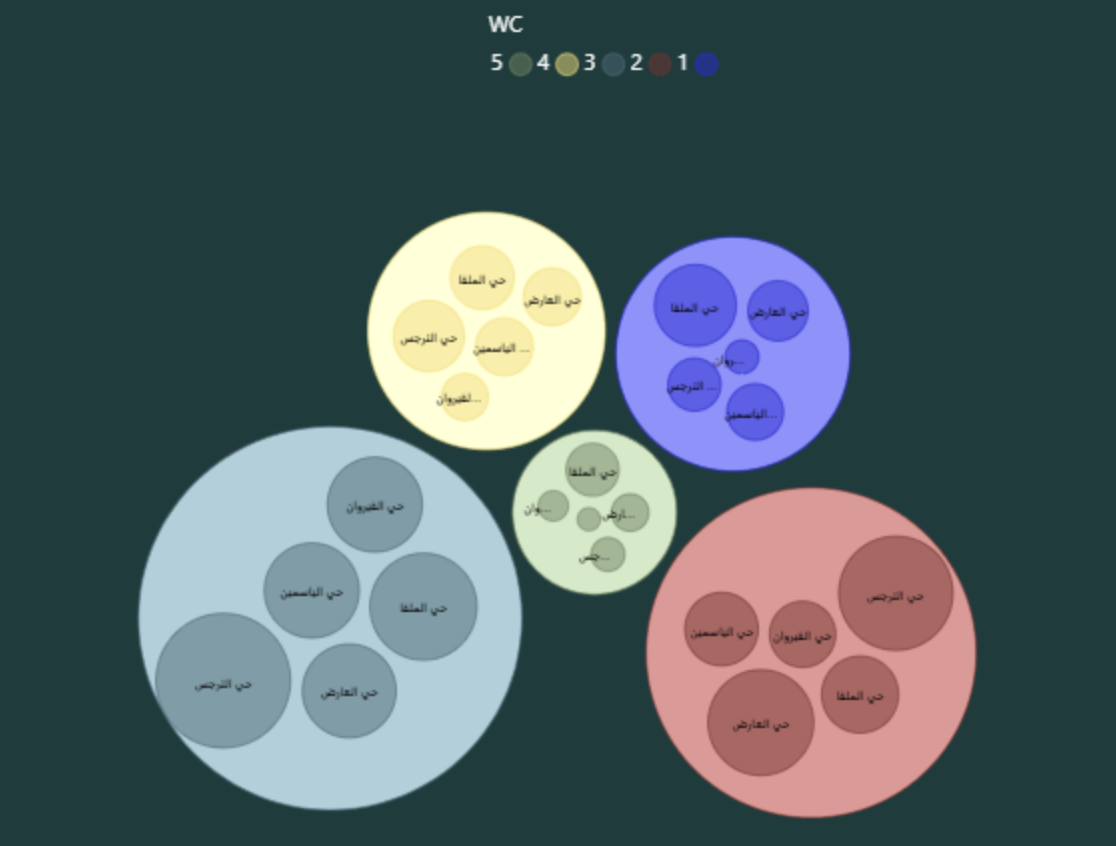 WC
5 4 3 2 1
حي الملقا
حي العارض
حي النرجس
الياسمين ...
...لقيروان
حي الملقا
حي العارض
...روان
النرجس ...
...الياسمين
حي الملقا
...وان
...ارض
...جس
حي القيروان
حي الياسمين
حي الملقا
حي النرجس
حي العارض
حي النرجس
حي الياسمين
حي القيروان
حي الملقا
حي العارض